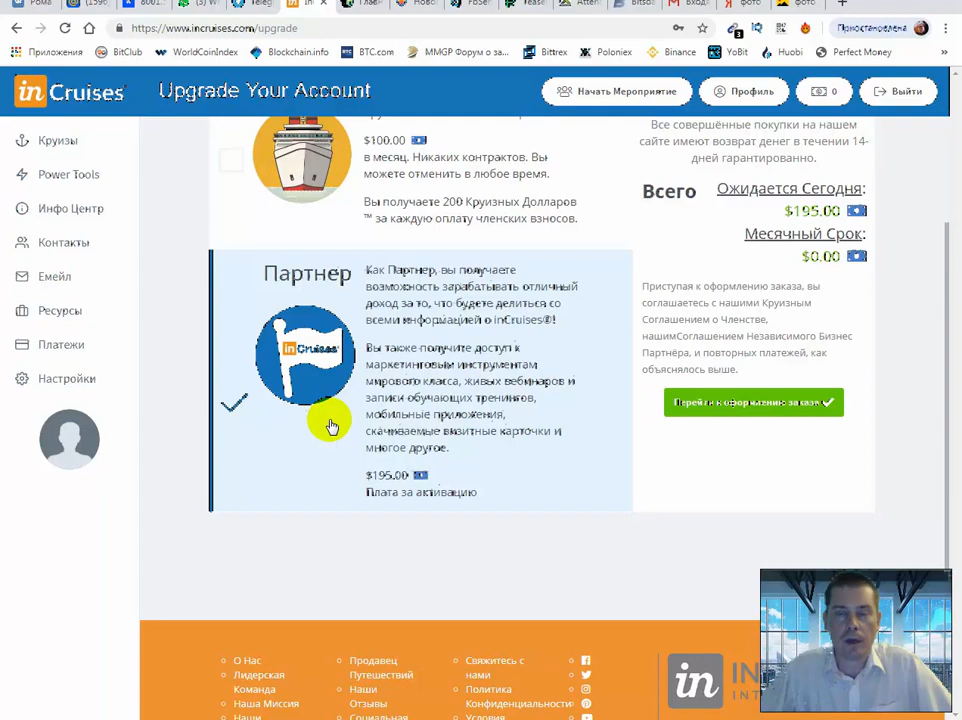 https://www.incruises.com/upgrade
Приостановлена
Приложения BitClub WorldCoinIndex Blockchain.info BTC.com MMGP Форум о за... Bittrex Poloniex Binance YoBit Huobi Perfect Money
in Cruises Upgrade Your Account Начать Мероприятие Профиль 0 Выйти
Круизы
Power Tools
Инфо Центр
Контакты
Емейл
Ресурсы
Платежи
Настройки
$100.00
в месяц. Никаких контрактов. Вы
можете отменить в любое время.
Вы получаете 200 Круизных Долларов
™ за каждую оплату членских взносов.
Партнер
inCruises
Как Партнер, вы получаете
возможность зарабатывать отличный
доход за то, что будете делиться со
всеми информацией о inCruises®!
Вы также получите доступ к
маркетинговым инструментам
мирового класса, живых вебинаров и
записи обучающих тренингов,
мобильные приложения,
скачиваемые визитные карточки и
многое другое.
$195.00
Плата за активацию
Все совершённые покупки на нашем
сайте имеют возврат денег в течении 14-
дней гарантированно.
Всего Ожидается Сегодня:
$195.00
Месячный Срок:
$0.00
Приступая к оформлению заказа, вы
соглашаетесь с нашими Круизным
Соглашением о Членстве,
нашимСоглашением Независимого Бизнес
Партнёра, и повторных платежей, как
объяснялось выше.
Перейти к оформлению заказа
О Нас
Лидерская
Команда
Наша Миссия
Продавец
Путешествий
Наши
Отзывы
Социальная
Свяжитесь с
нами
Политика
Конфиденциальности
Условия
in